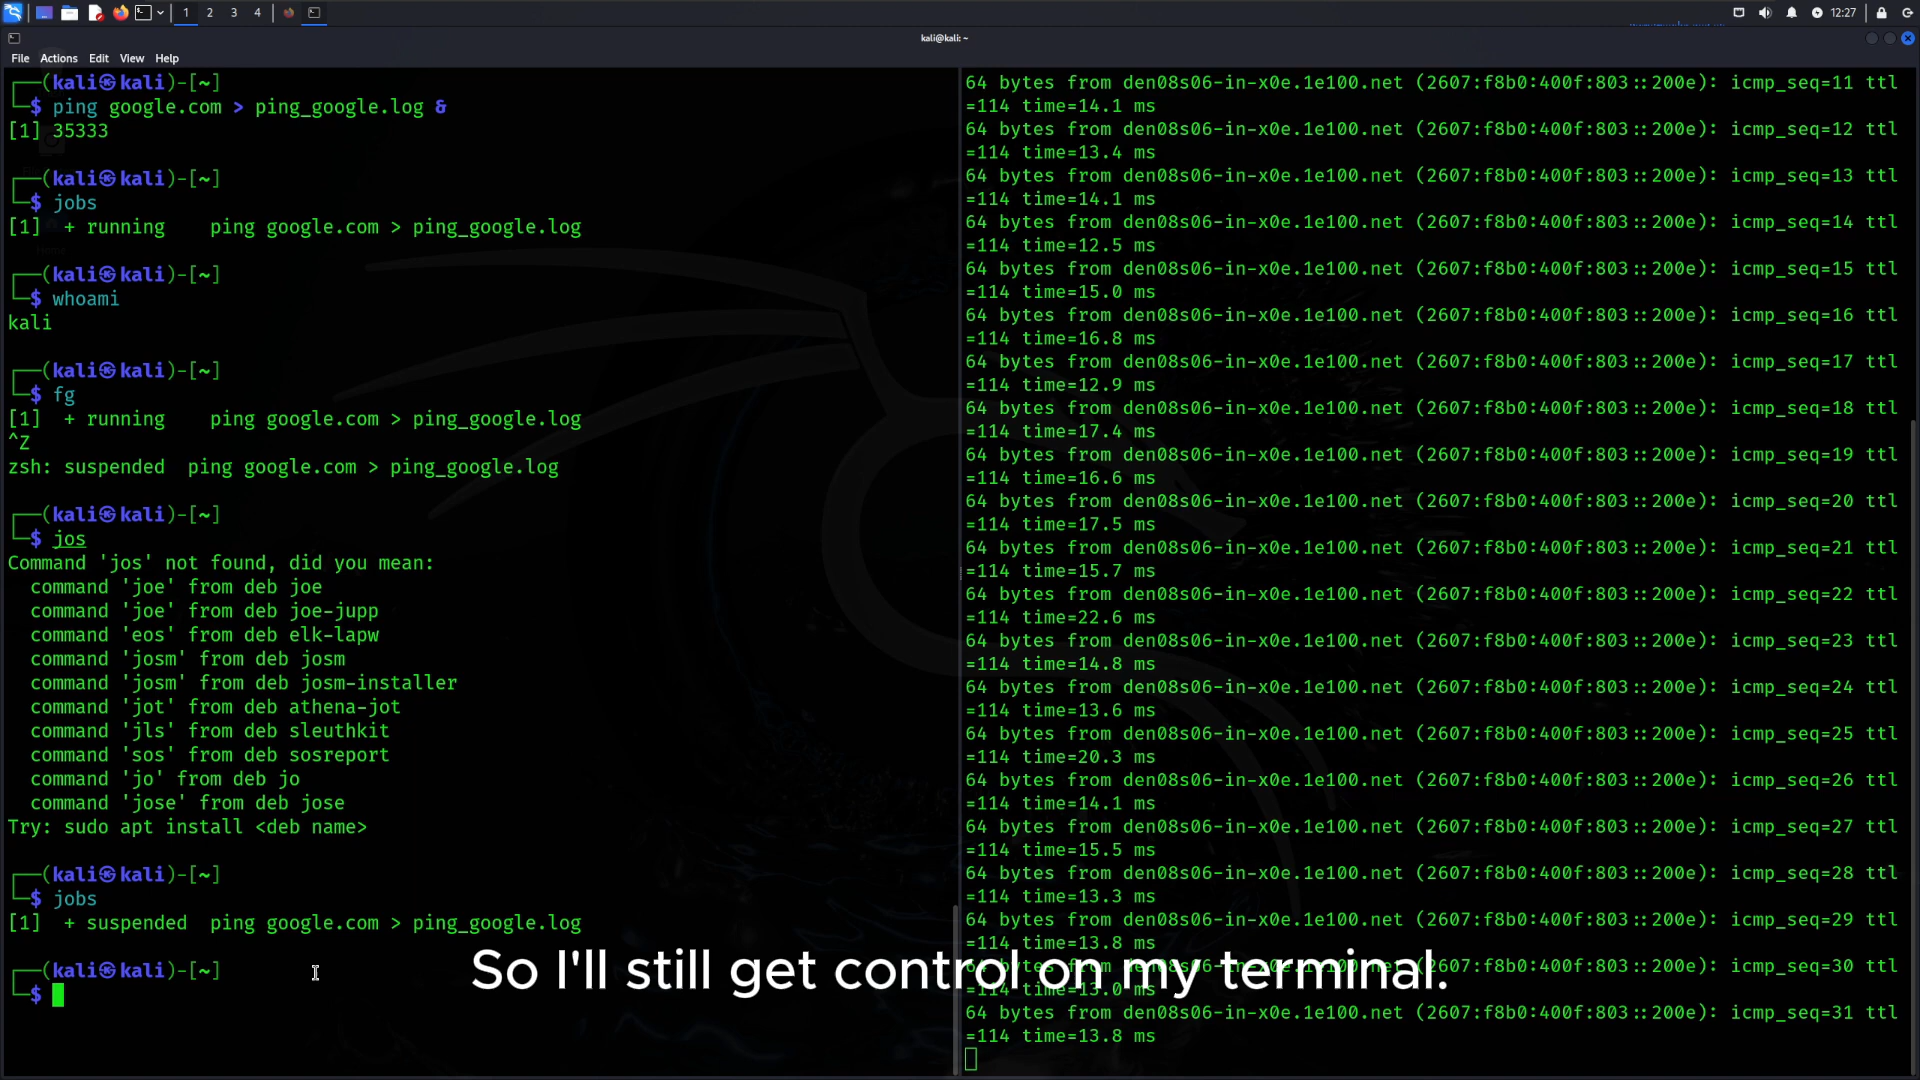 1 2 3 4
12:27
kali@kali: ~
File Actions Edit View Help
┌──(kali㉿kali)-[~]
└─$ ping google.com > ping_google.log &
[1] 35333
┌──(kali㉿kali)-[~]
└─$ jobs
[1]  + running    ping google.com > ping_google.log
┌──(kali㉿kali)-[~]
└─$ whoami
kali
┌──(kali㉿kali)-[~]
└─$ fg
[1]  + running    ping google.com > ping_google.log
^Z
zsh: suspended  ping google.com > ping_google.log
┌──(kali㉿kali)-[~]
└─$ jos
Command 'jos' not found, did you mean:
  command 'joe' from deb joe
  command 'joe' from deb joe-jupp
  command 'eos' from deb elk-lapw
  command 'josm' from deb josm
  command 'josm' from deb josm-installer
  command 'jot' from deb athena-jot
  command 'jls' from deb sleuthkit
  command 'sos' from deb sosreport
  command 'jo' from deb jo
  command 'jose' from deb jose
Try: sudo apt install <deb name>
┌──(kali㉿kali)-[~]
└─$ jobs
[1]  + suspended  ping google.com > ping_google.log
┌──(kali㉿kali)-[~]
└─$
64 bytes from den08s06-in-x0e.1e100.net (2607:f8b0:400f:803::200e): icmp_seq=11 ttl
=114 time=14.1 ms
64 bytes from den08s06-in-x0e.1e100.net (2607:f8b0:400f:803::200e): icmp_seq=12 ttl
=114 time=13.4 ms
64 bytes from den08s06-in-x0e.1e100.net (2607:f8b0:400f:803::200e): icmp_seq=13 ttl
=114 time=14.1 ms
64 bytes from den08s06-in-x0e.1e100.net (2607:f8b0:400f:803::200e): icmp_seq=14 ttl
=114 time=12.5 ms
64 bytes from den08s06-in-x0e.1e100.net (2607:f8b0:400f:803::200e): icmp_seq=15 ttl
=114 time=15.0 ms
64 bytes from den08s06-in-x0e.1e100.net (2607:f8b0:400f:803::200e): icmp_seq=16 ttl
=114 time=16.8 ms
64 bytes from den08s06-in-x0e.1e100.net (2607:f8b0:400f:803::200e): icmp_seq=17 ttl
=114 time=12.9 ms
64 bytes from den08s06-in-x0e.1e100.net (2607:f8b0:400f:803::200e): icmp_seq=18 ttl
=114 time=17.4 ms
64 bytes from den08s06-in-x0e.1e100.net (2607:f8b0:400f:803::200e): icmp_seq=19 ttl
=114 time=16.6 ms
64 bytes from den08s06-in-x0e.1e100.net (2607:f8b0:400f:803::200e): icmp_seq=20 ttl
=114 time=17.5 ms
64 bytes from den08s06-in-x0e.1e100.net (2607:f8b0:400f:803::200e): icmp_seq=21 ttl
=114 time=15.7 ms
64 bytes from den08s06-in-x0e.1e100.net (2607:f8b0:400f:803::200e): icmp_seq=22 ttl
=114 time=22.6 ms
64 bytes from den08s06-in-x0e.1e100.net (2607:f8b0:400f:803::200e): icmp_seq=23 ttl
=114 time=14.8 ms
64 bytes from den08s06-in-x0e.1e100.net (2607:f8b0:400f:803::200e): icmp_seq=24 ttl
=114 time=13.6 ms
64 bytes from den08s06-in-x0e.1e100.net (2607:f8b0:400f:803::200e): icmp_seq=25 ttl
=114 time=20.3 ms
64 bytes from den08s06-in-x0e.1e100.net (2607:f8b0:400f:803::200e): icmp_seq=26 ttl
=114 time=14.1 ms
64 bytes from den08s06-in-x0e.1e100.net (2607:f8b0:400f:803::200e): icmp_seq=27 ttl
=114 time=15.5 ms
64 bytes from den08s06-in-x0e.1e100.net (2607:f8b0:400f:803::200e): icmp_seq=28 ttl
=114 time=13.3 ms
64 bytes from den08s06-in-x0e.1e100.net (2607:f8b0:400f:803::200e): icmp_seq=29 ttl
=114 time=13.8 ms
64 bytes from den08s06-in-x0e.1e100.net (2607:f8b0:400f:803::200e): icmp_seq=30 ttl
=114 time=13.0 ms
64 bytes from den08s06-in-x0e.1e100.net (2607:f8b0:400f:803::200e): icmp_seq=31 ttl
=114 time=13.8 ms
So I'll still get control on my terminal.